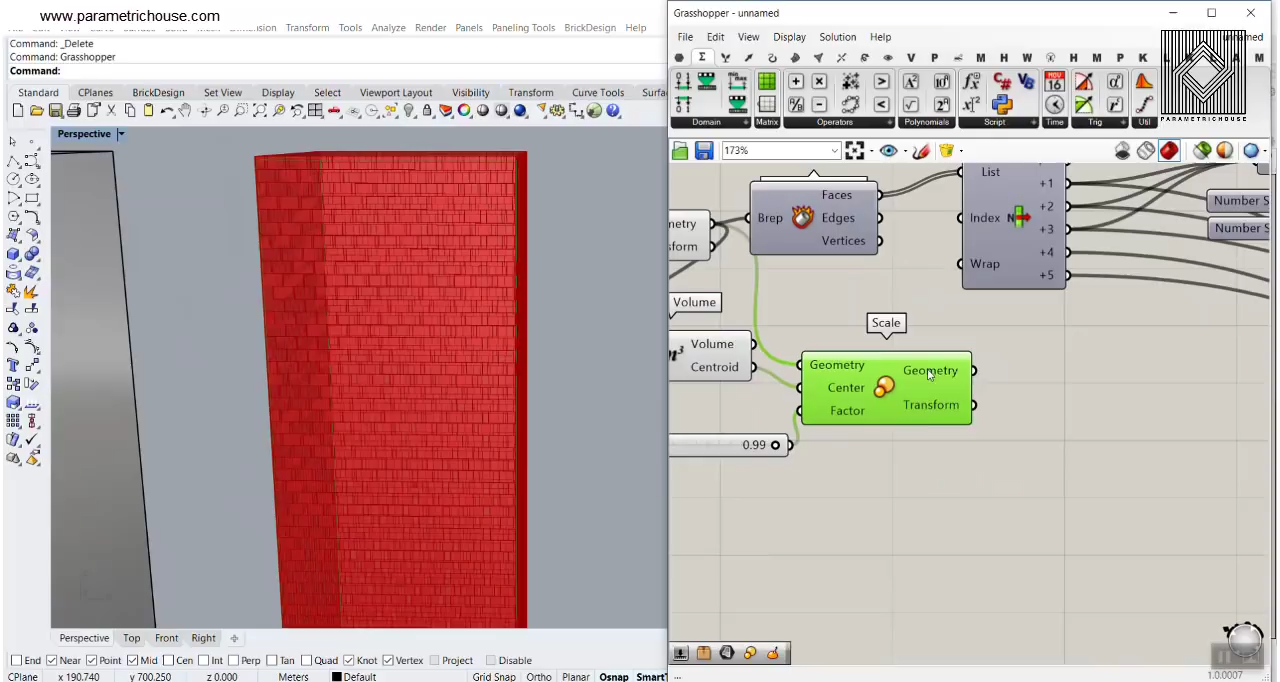 www.parametrichouse.com
Transform Tools Analyze Render Panels Paneling Tools BrickDesign Help
Command: _Delete
Command: Grasshopper
Command:
Standard CPlanes BrickDesign Set View Display Select Viewport Layout Visibility Transform Curve Tools Surfa
Perspective
Perspective Top Front Right
End Near Point Mid Cen Int Perp Tan Quad Knot Vertex Project Disable
CPlane x 190.740 y 700.250 z 0.000 Meters Default Grid Snap Ortho Planar Osnap SmartT
Grasshopper - unnamed
File Edit View Display Solution Help unnamed
V P M H W H M P K A M
Domain Matrix Operators Polynomials Script Time Trig Util
PARAMETRICHOUSE
173%
Faces
Brep Edges
Vertices
List
+1
+2
Index +3
+4
Wrap
+5
Number S
Number S
metry
sform
Volume
Volume
Centroid
Scale
Geometry Geometry
Center
Factor Transform
0.99
...
1.0.0007